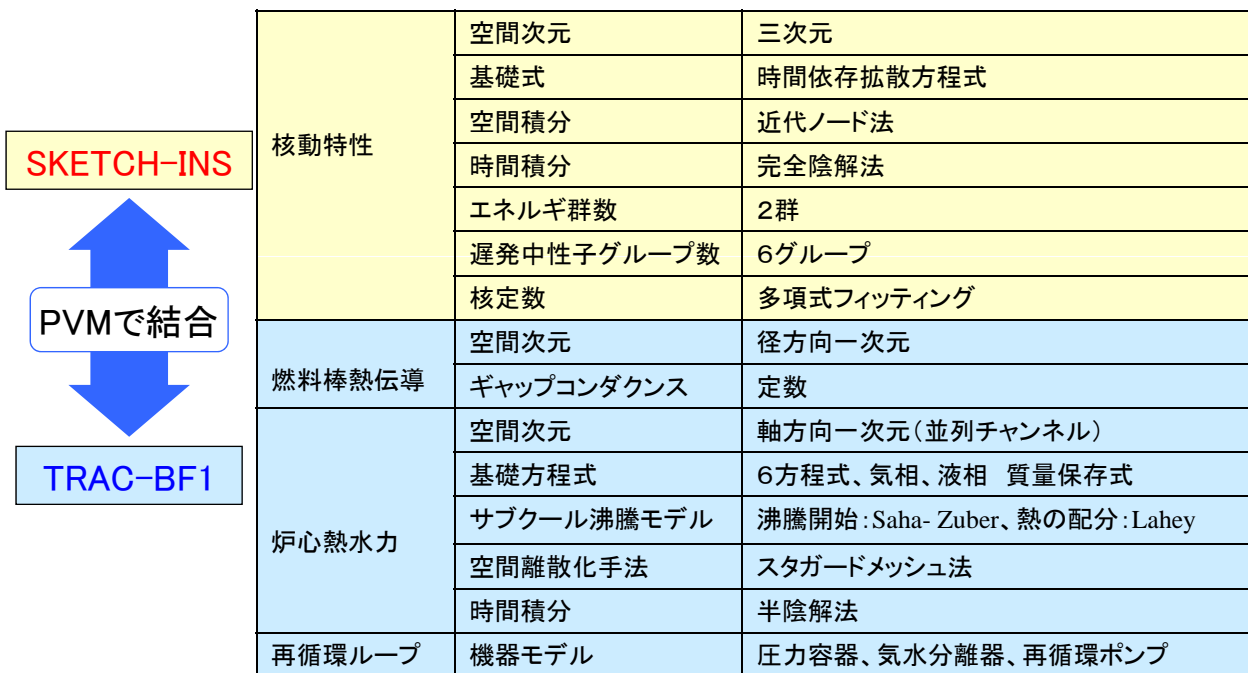 SKETCH-INS
PVMで結合
TRAC-BF1
核動特性
空間次元 三次元
基礎式 時間依存拡散方程式
空間積分 近代ノード法
時間積分 完全陰解法
エネルギ群数 2群
遅発中性子グループ数 6グループ
核定数 多項式フィッティング
燃料棒熱伝導
空間次元 径方向一次元
ギャップコンダクンス 定数
炉心熱水力
空間次元 軸方向一次元(並列チャンネル)
基礎方程式 6方程式、気相、液相 質量保存式
サブクール沸騰モデル 沸騰開始:Saha- Zuber、熱の配分:Lahey
空間離散化手法 スタガードメッシュ法
時間積分 半陰解法
再循環ループ 機器モデル 圧力容器、気水分離器、再循環ポンプ